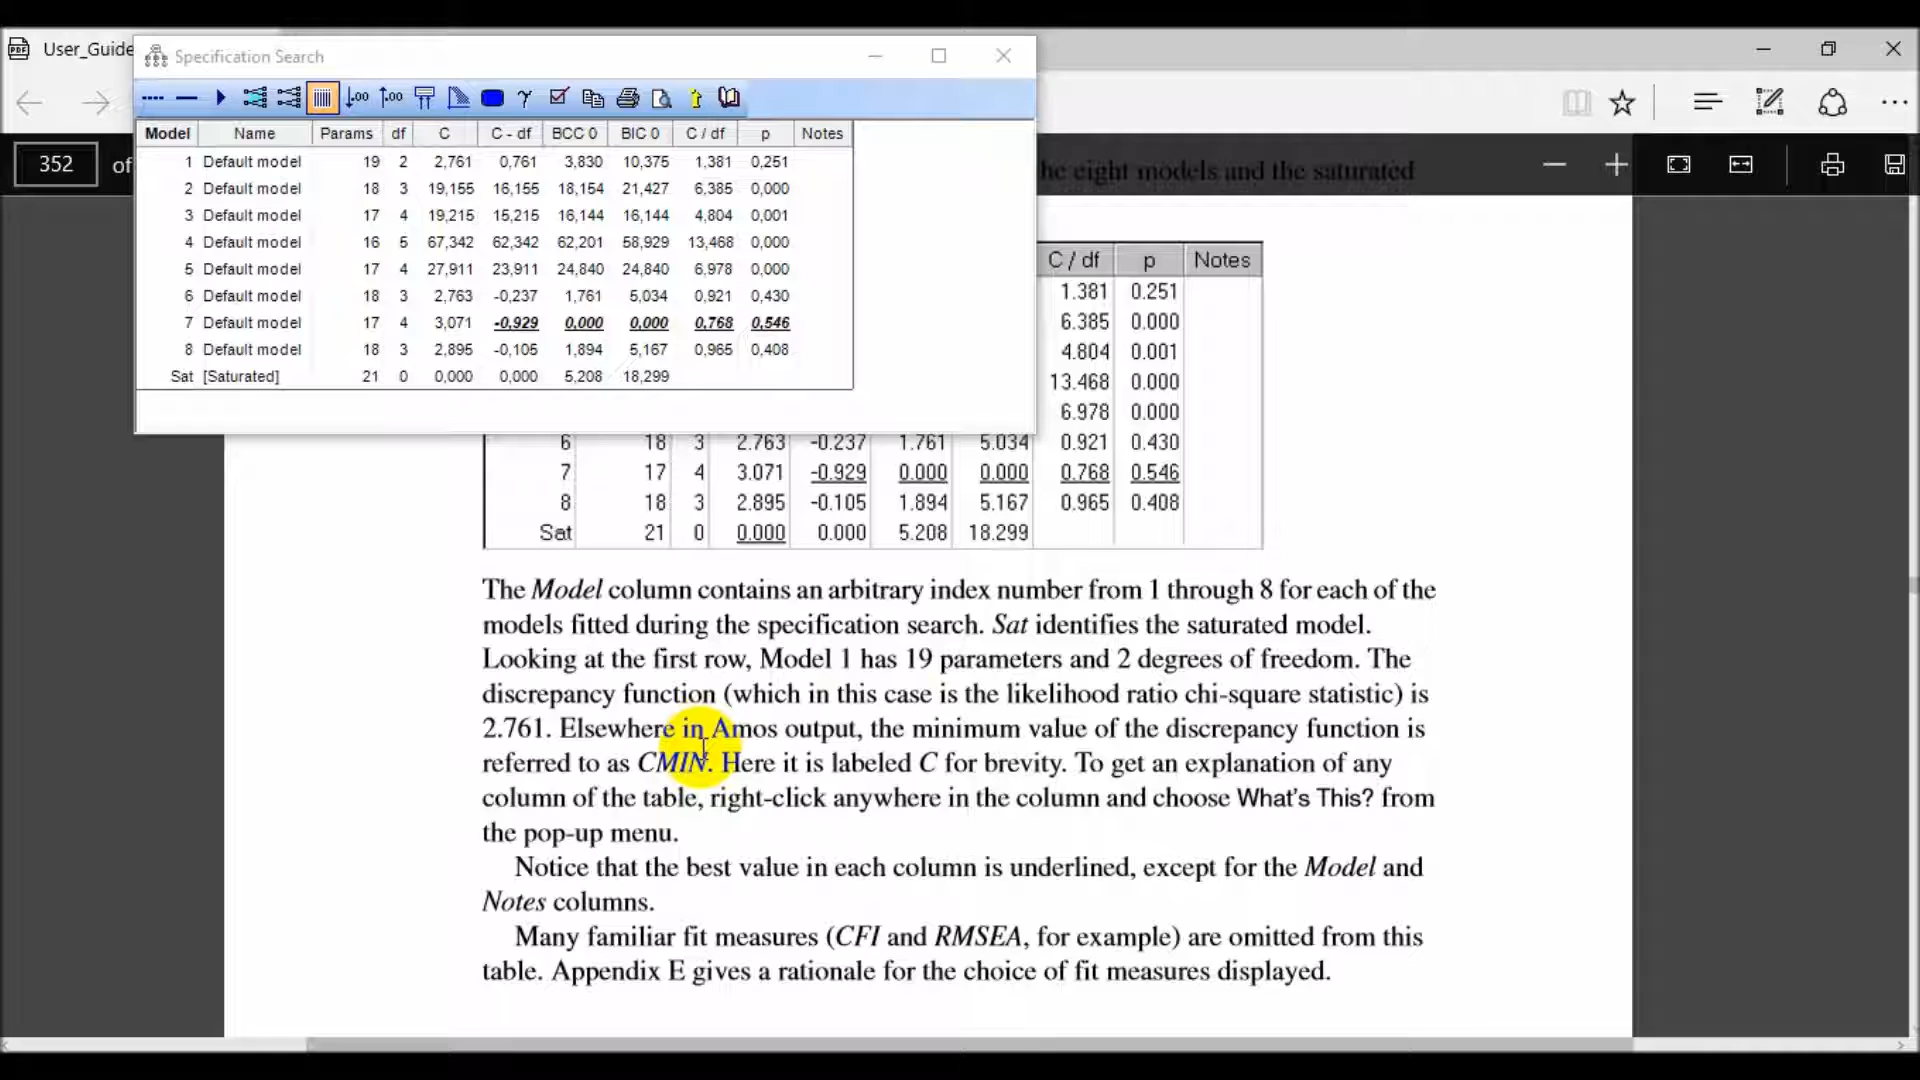 User_Guide
Specification Search
Model Name Params df C C - df BCC 0 BIC 0 C / df p Notes
1 Default model 19 2 2,761 0,761 3,830 10,375 1,381 0,251
2 Default model 18 3 19,155 16,155 18,154 21,427 6,385 0,000
3 Default model 17 4 19,215 15,215 16,144 16,144 4,804 0,001
4 Default model 16 5 67,342 62,342 62,201 58,929 13,468 0,000
5 Default model 17 4 27,911 23,911 24,840 24,840 6,978 0,000
6 Default model 18 3 2,763 -0,237 1,761 5,034 0,921 0,430
7 Default model 17 4 3,071 -0,929 0,000 0,000 0,768 0,546
8 Default model 18 3 2,895 -0,105 1,894 5,167 0,965 0,408
Sat [Saturated] 21 0 0,000 0,000 5,208 18,299
352 of
he eight models and the saturated
C / df p Notes
1.381 0.251
6.385 0.000
4.804 0.001
13.468 0.000
6.978 0.000
6 18 3 2.763 -0.237 1.761 5.034 0.921 0.430
7 17 4 3.071 -0.929 0.000 0.000 0.768 0.546
8 18 3 2.895 -0.105 1.894 5.167 0.965 0.408
Sat 21 0 0.000 0.000 5.208 18.299
The Model column contains an arbitrary index number from 1 through 8 for each of the
models fitted during the specification search. Sat identifies the saturated model.
Looking at the first row, Model 1 has 19 parameters and 2 degrees of freedom. The
discrepancy function (which in this case is the likelihood ratio chi-square statistic) is
2.761. Elsewhere in Amos output, the minimum value of the discrepancy function is
referred to as CMIN. Here it is labeled C for brevity. To get an explanation of any
column of the table, right-click anywhere in the column and choose What's This? from
the pop-up menu.
Notice that the best value in each column is underlined, except for the Model and
Notes columns.
Many familiar fit measures (CFI and RMSEA, for example) are omitted from this
table. Appendix E gives a rationale for the choice of fit measures displayed.